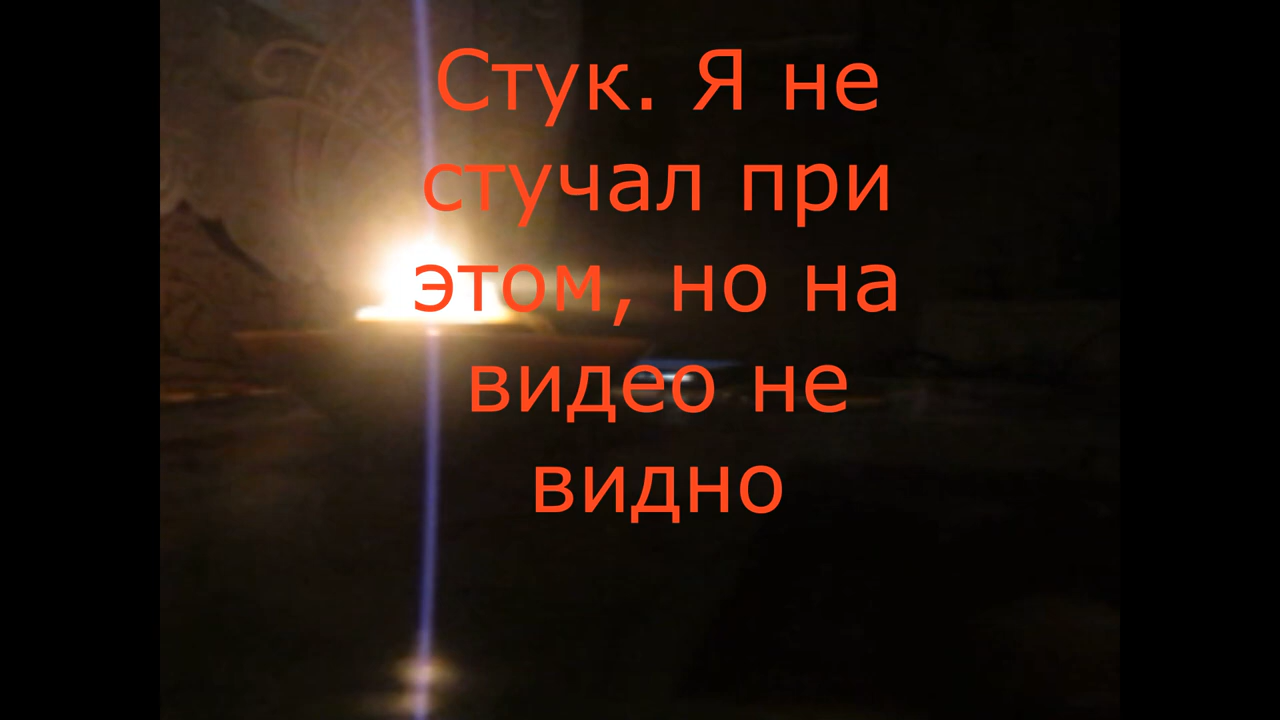 Стук. Я не
стучал при
этом, но на
видео не
видно